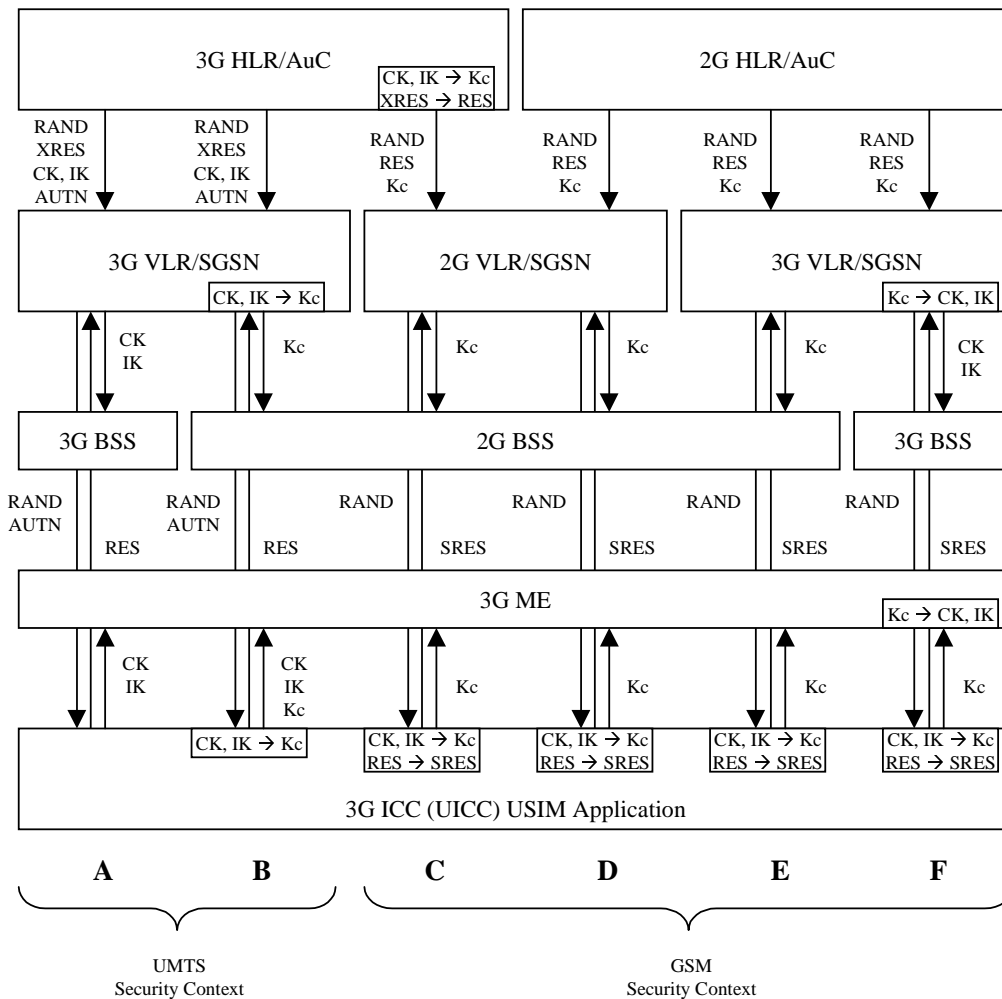 3G HLR/AuC
CK, IK → Kc
XRES → RES
2G HLR/AuC
RAND
XRES
CK, IK
AUTN
RAND
XRES
CK, IK
AUTN
RAND
RES
Kc
RAND
RES
Kc
RAND
RES
Kc
RAND
RES
Kc
3G VLR/SGSN
CK, IK → Kc
2G VLR/SGSN
3G VLR/SGSN
Kc → CK, IK
CK
IK
Kc
Kc
Kc
Kc
CK
IK
3G BSS
2G BSS
3G BSS
RAND
AUTN
RES
RAND
AUTN
RES
RAND
SRES
RAND
SRES
RAND
SRES
RAND
SRES
3G ME
Kc → CK, IK
CK
IK
CK
IK
Kc
Kc
Kc
Kc
Kc
CK, IK → Kc
CK, IK → Kc
RES → SRES
CK, IK → Kc
RES → SRES
CK, IK → Kc
RES → SRES
CK, IK → Kc
RES → SRES
3G ICC (UICC) USIM Application
A B C D E F
UMTS
Security Context
GSM
Security Context